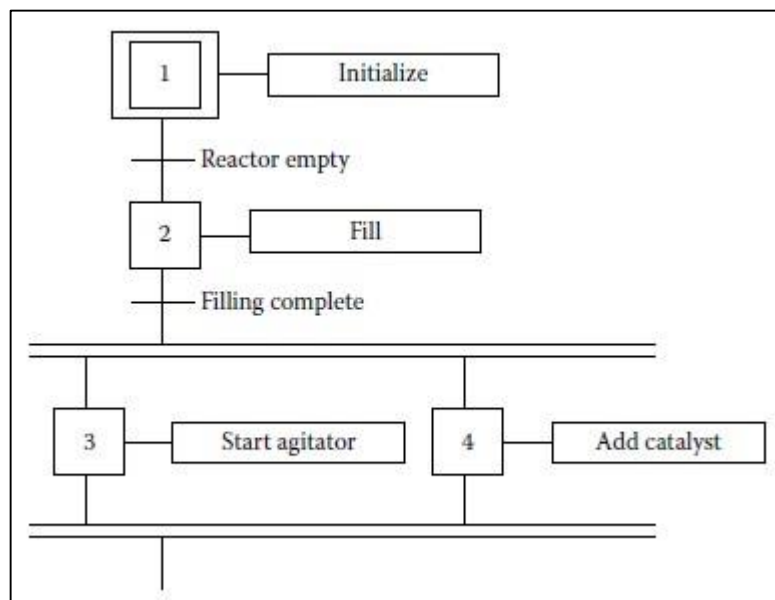 1
Initialize
Reactor empty
2
Fill
Filling complete
3
Start agitator
4
Add catalyst